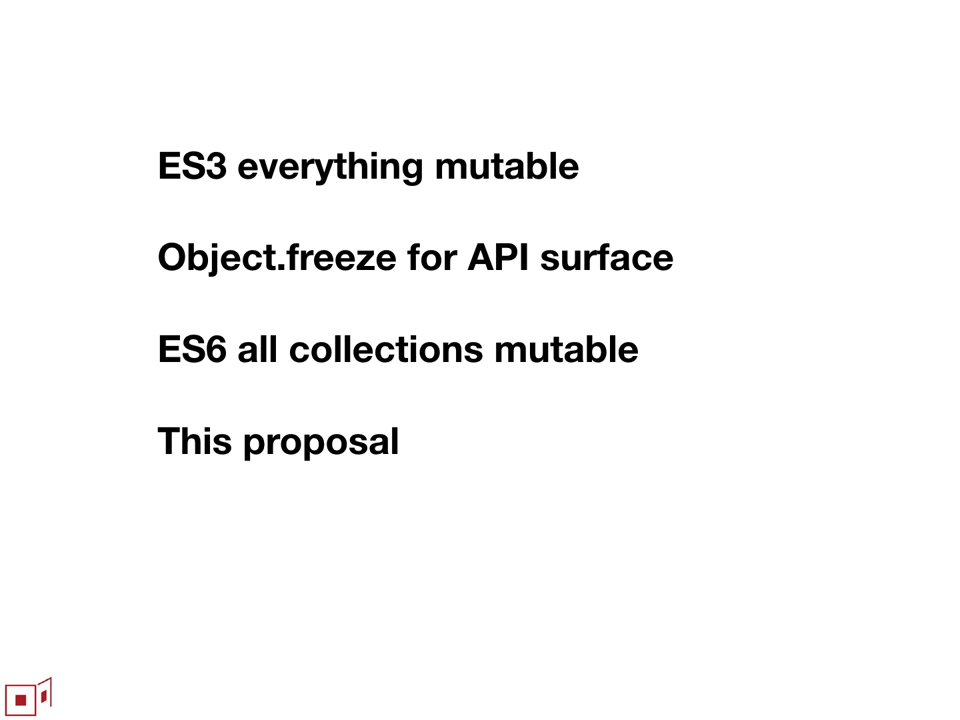 ES3 everything mutable
Object.freeze for API surface
ES6 all collections mutable
This proposal